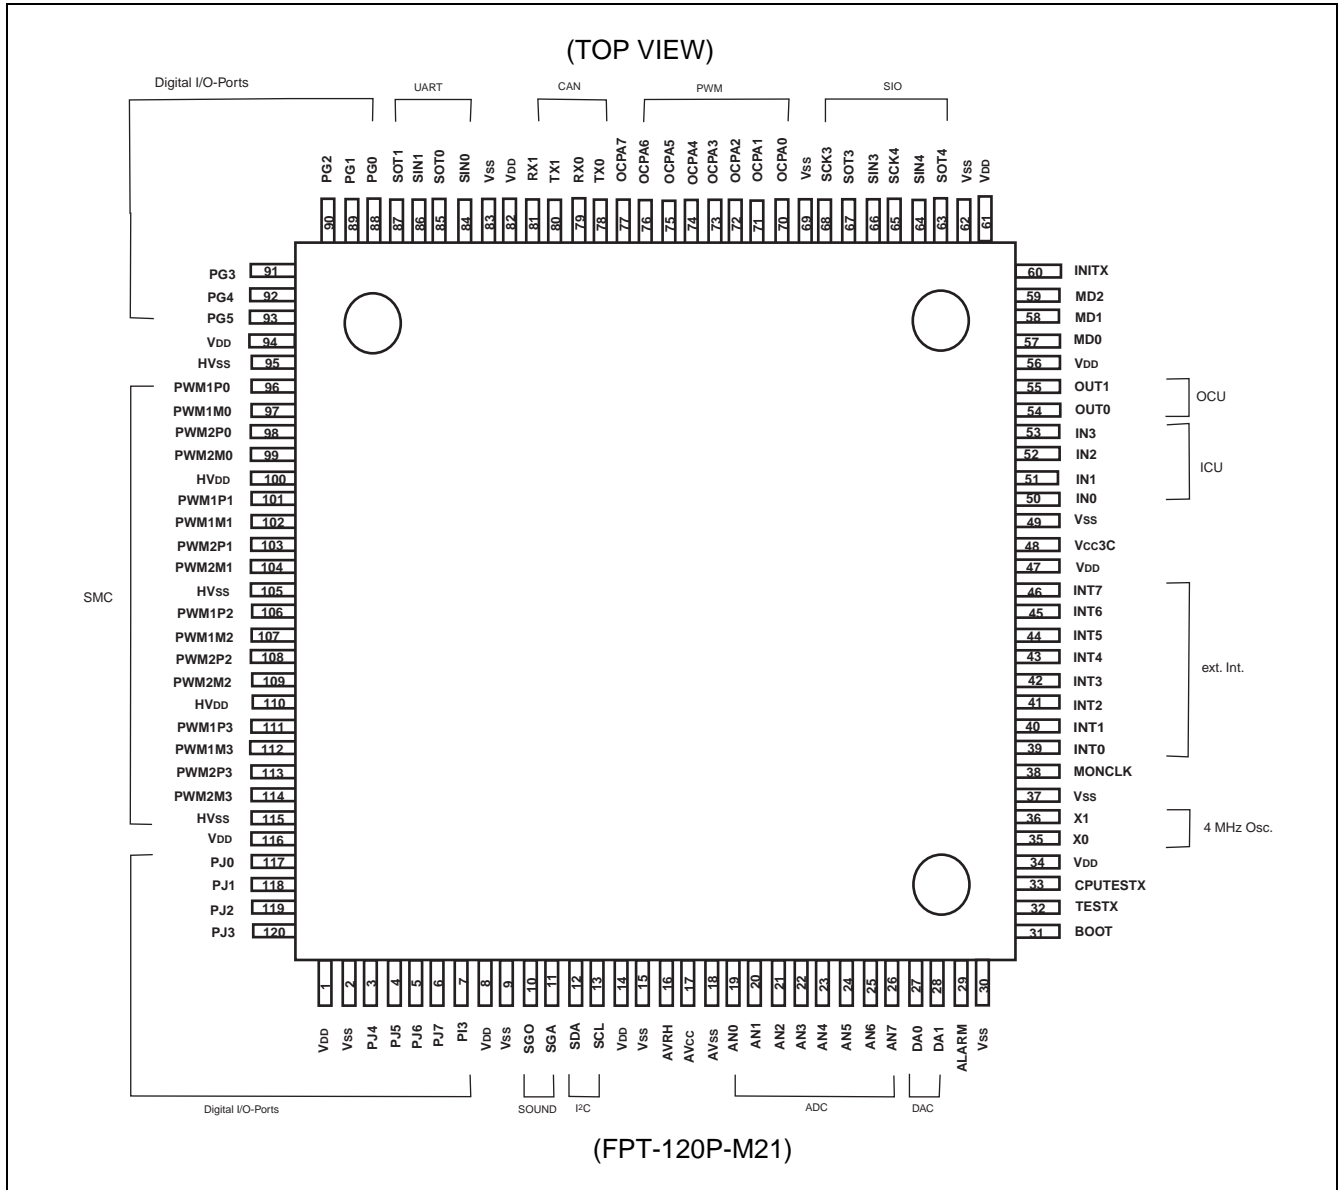 (TOP VIEW)
Digital I/O-Ports
UART
CAN
PWM
SIO
PG2 PG1 PG0 SOT1 SIN1 SOT0 SIN0 VSS VDD RX1 TX1 RX0 TX0 OCPA7 OCPA6 OCPA5 OCPA4 OCPA3 OCPA2 OCPA1 OCPA0 VSS SCK3 SOT3 SIN3 SCK4 SIN4 SOT4 VSS VDD
90 89 88 87 86 85 84 83 82 81 80 79 78 77 76 75 74 73 72 71 70 69 68 67 66 65 64 63 62 61
PG3 91
PG4 92
PG5 93
VDD 94
HVSS 95
PWM1P0 96
PWM1M0 97
PWM2P0 98
PWM2M0 99
HVDD 100
PWM1P1 101
PWM1M1 102
PWM2P1 103
PWM2M1 104
HVSS 105
PWM1P2 106
PWM1M2 107
PWM2P2 108
PWM2M2 109
HVDD 110
PWM1P3 111
PWM1M3 112
PWM2P3 113
PWM2M3 114
HVSS 115
VDD 116
PJ0 117
PJ1 118
PJ2 119
PJ3 120
SMC
60 INITX
59 MD2
58 MD1
57 MD0
56 VDD
55 OUT1
54 OUT0
53 IN3
52 IN2
51 IN1
50 IN0
49 VSS
48 VCC3C
47 VDD
46 INT7
45 INT6
44 INT5
43 INT4
42 INT3
41 INT2
40 INT1
39 INT0
38 MONCLK
37 VSS
36 X1
35 X0
34 VDD
33 CPUTESTX
32 TESTX
31 BOOT
OCU
ICU
ext. Int.
4 MHz Osc.
1 2 3 4 5 6 7 8 9 10 11 12 13 14 15 16 17 18 19 20 21 22 23 24 25 26 27 28 29 30
VDD VSS PJ4 PJ5 PJ6 PJ7 PI3 VDD VSS SGO SGA SDA SCL VDD VSS AVRH AVCC AVSS AN0 AN1 AN2 AN3 AN4 AN5 AN6 AN7 DA0 DA1 ALARM VSS
Digital I/O-Ports
SOUND
I²C
ADC
DAC
(FPT-120P-M21)